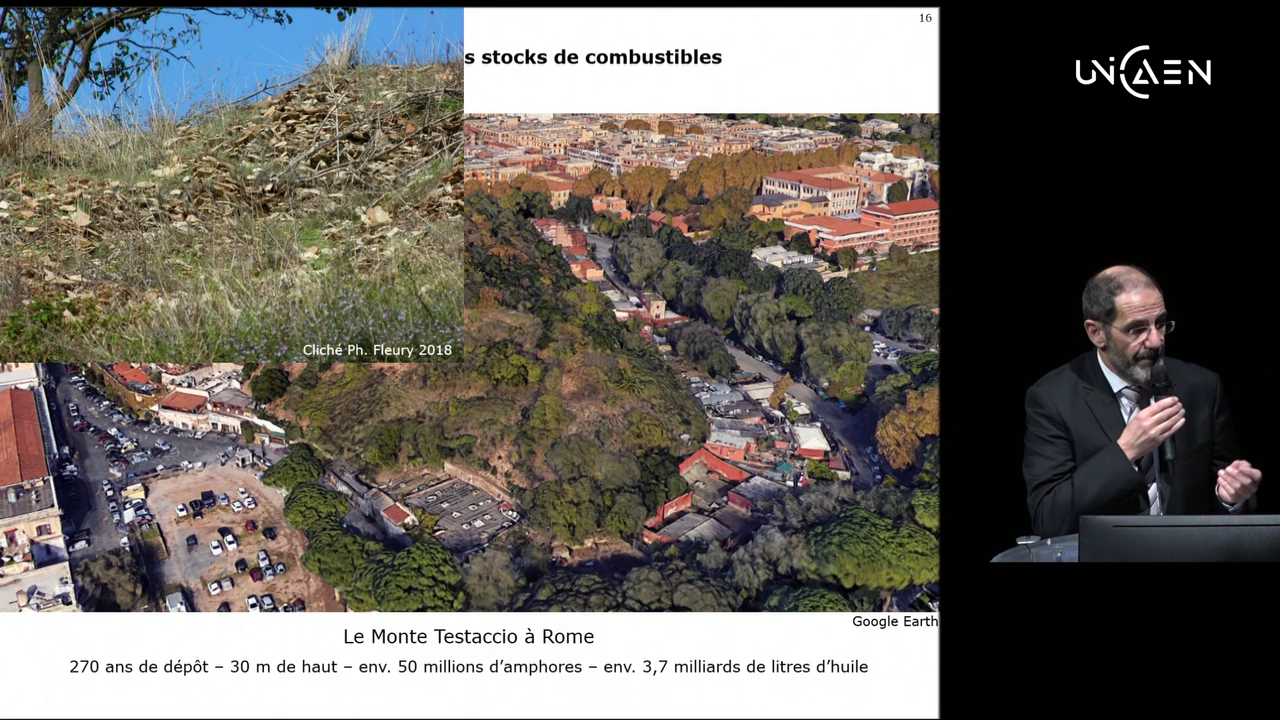 16
s stocks de combustibles
UNICAEN
Cliché Ph. Fleury 2018
Google Earth
Le Monte Testaccio à Rome
270 ans de dépôt – 30 m de haut – env. 50 millions d’amphores – env. 3,7 milliards de litres d’huile